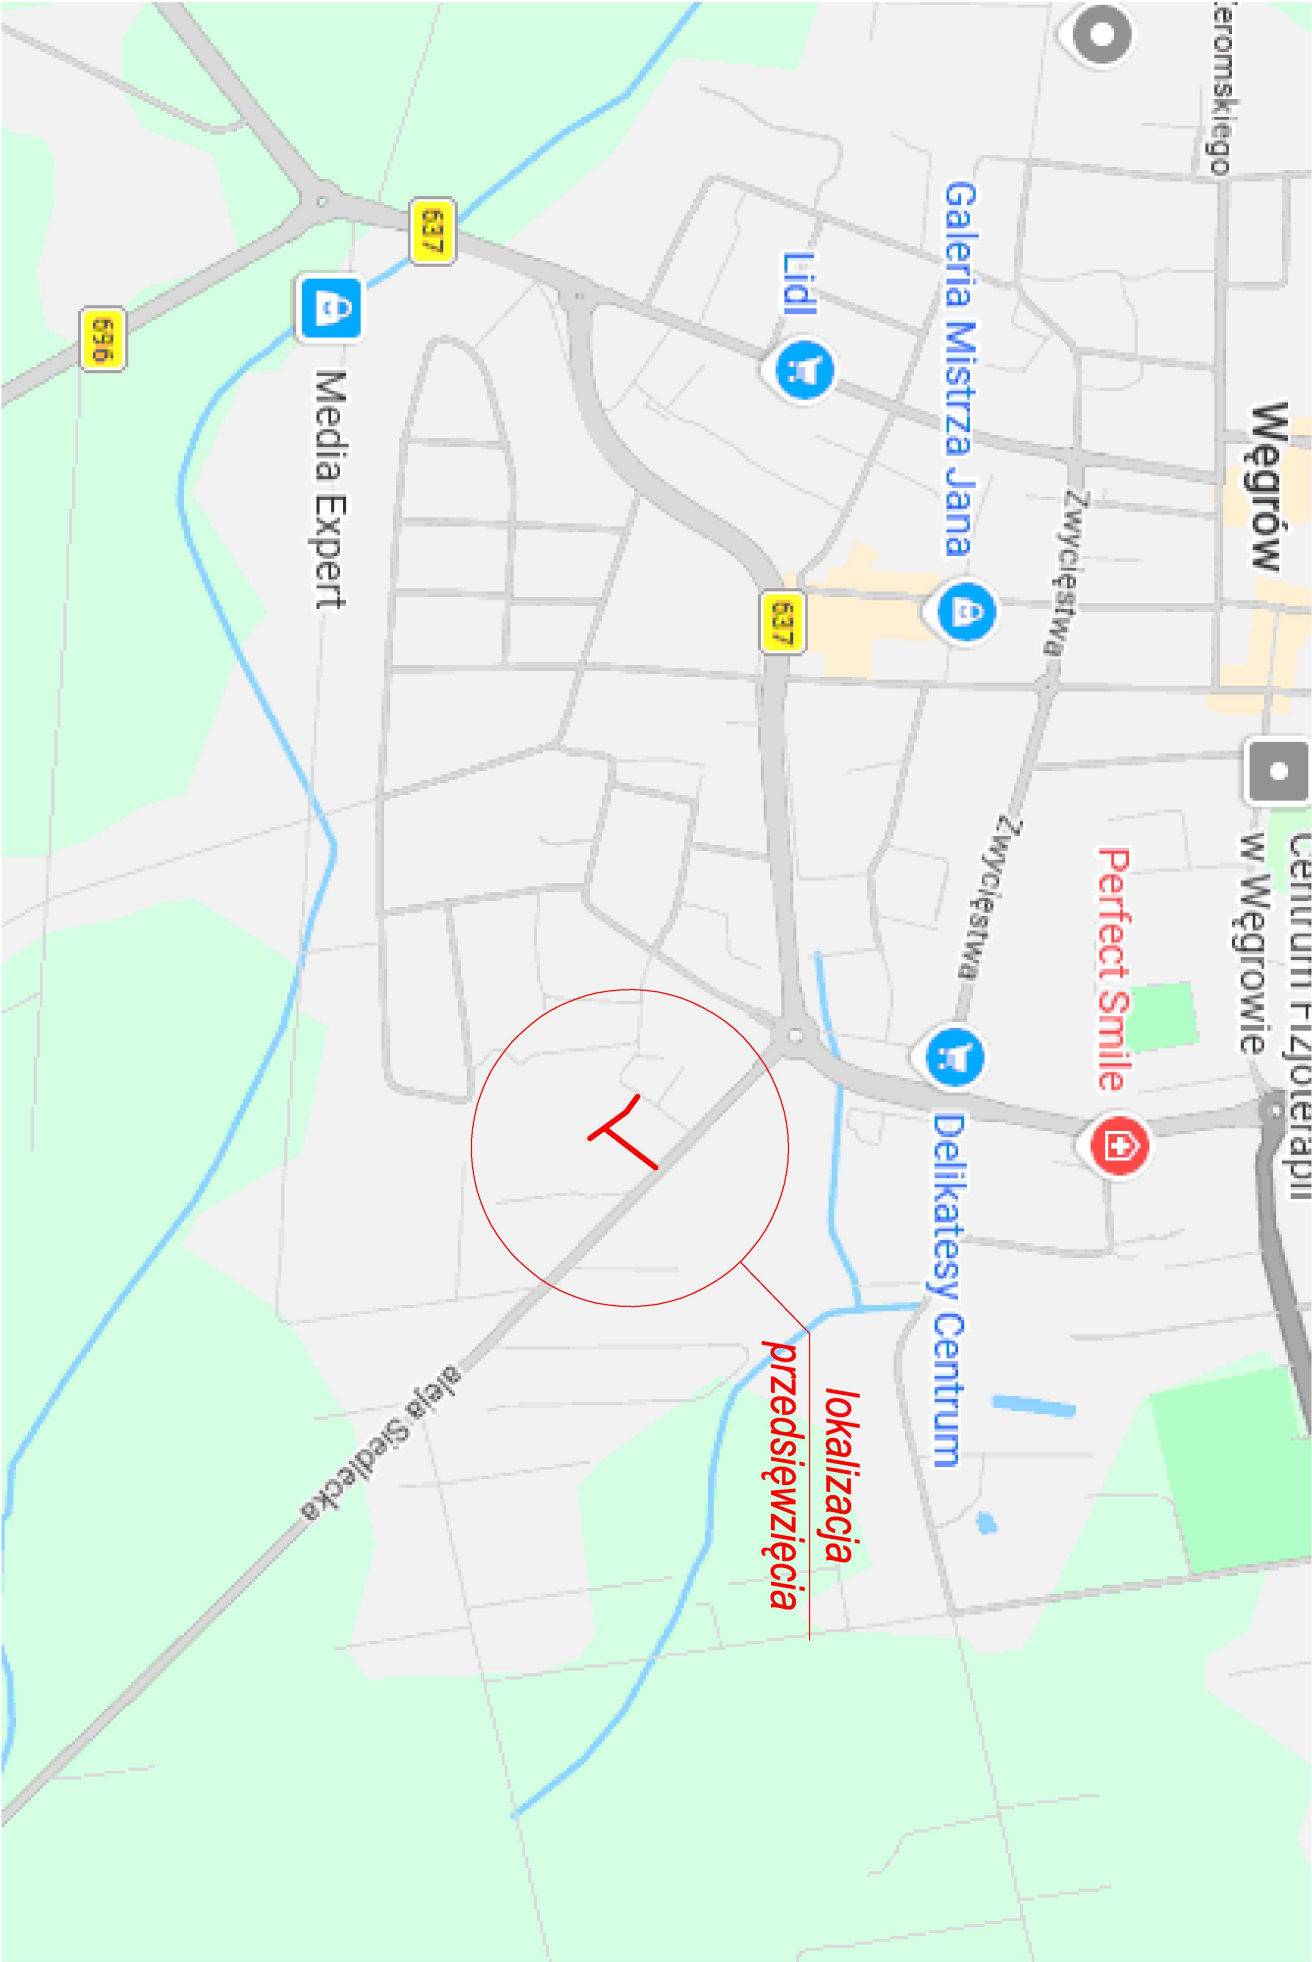 Żeromskiego
Węgrów
Centrum Fizjoterapii
w Węgrowie
Perfect Smile
Zwycięstwa
Zwycięstwa
Galeria Mistrza Jana
Delikatesy Centrum
Lidl
637
637
lokalizacja
przedsięwzięcia
Media Expert
aleja Siedlecka
696